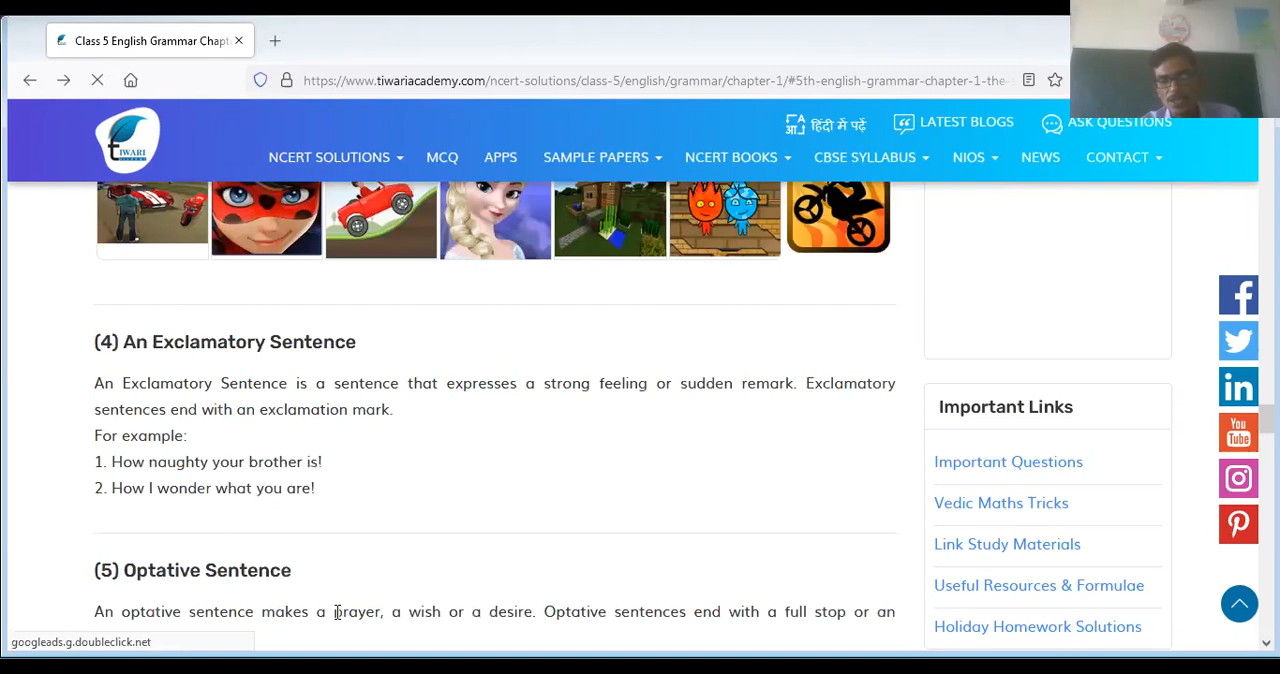 Class 5 English Grammar Chapt
https://www.tiwariacademy.com/ncert-solutions/class-5/english/grammar/chapter-1/#5th-english-grammar-chapter-1-the-
TIWARI
हिंदी में पढ़ें
LATEST BLOGS
ASK QUESTIONS
NCERT SOLUTIONS
MCQ
APPS
SAMPLE PAPERS
NCERT BOOKS
CBSE SYLLABUS
NIOS
NEWS
CONTACT
(4) An Exclamatory Sentence
An Exclamatory Sentence is a sentence that expresses a strong feeling or sudden remark. Exclamatory
sentences end with an exclamation mark.
For example:
1. How naughty your brother is!
2. How I wonder what you are!
(5) Optative Sentence
An optative sentence makes a prayer, a wish or a desire. Optative sentences end with a full stop or an
googleads.g.doubleclick.net
Important Links
Important Questions
Vedic Maths Tricks
Link Study Materials
Useful Resources & Formulae
Holiday Homework Solutions
You
Tube